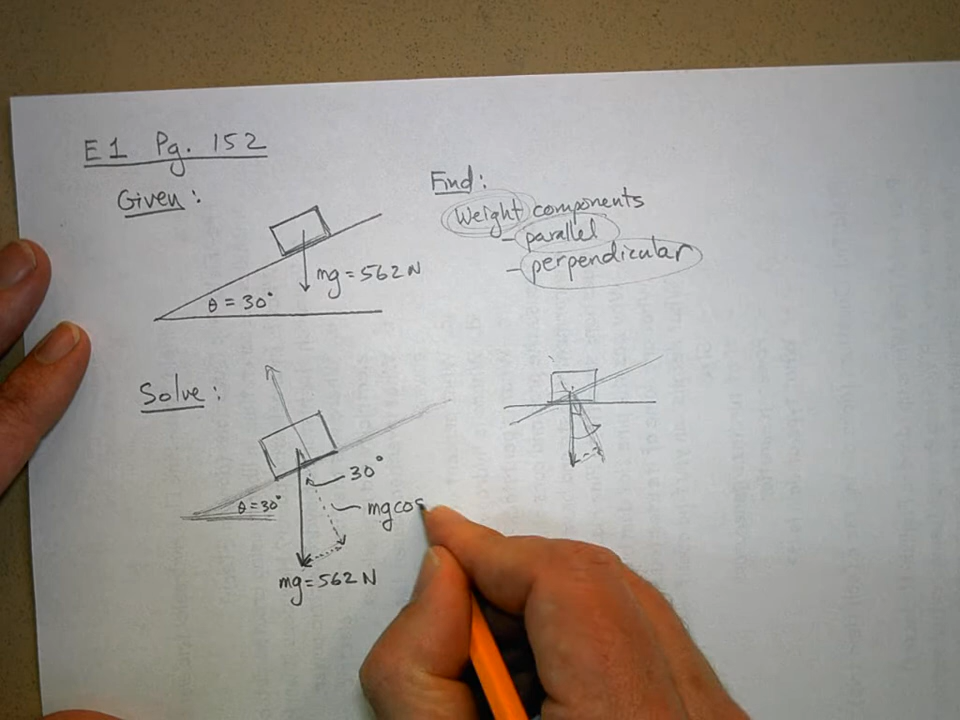 E1 Pg. 152
Given:
mg = 562 N
θ = 30°
Find:
Weight components
- parallel
- perpendicular
Solve:
30°
θ = 30°
mgcos
mg = 562 N